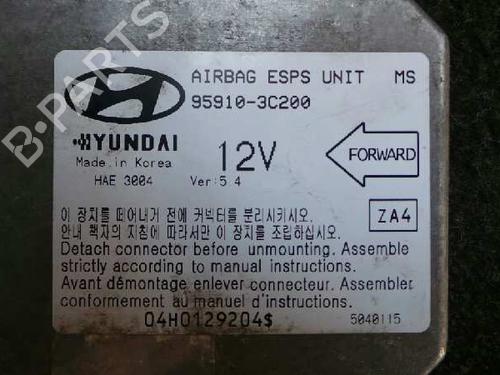 AIRBAG ESPS UNIT MS
95910-3C200
HYUNDAI
Made in Korea
HAE 3004
12V
Ver:5.4
FORWARD
이 장치를 떼어내기 전에 커넥터를 분리시키시오.
안내 책자의 지침에 따라서만 이 장치를 조립하십시오.
ZA4
Detach connector before unmounting. Assemble
strictly according to manual instructions.
Avant démontage enlever connecteur. Assembler
conformement au manuel d'instructions.
04H0129204$
5040115
B-PARTS